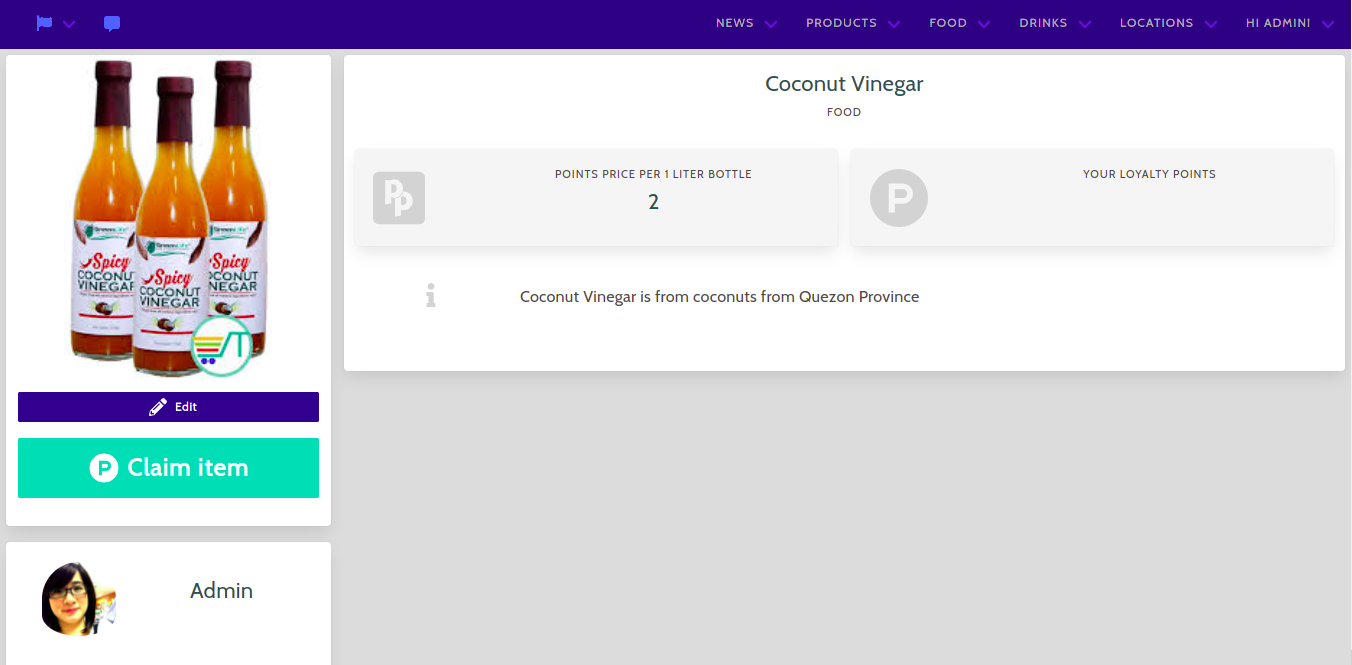 NEWS
PRODUCTS
FOOD
DRINKS
LOCATIONS
HI ADMIN!
Spicy
COCONUT
VINEGAR
Spicy
COCONUT
VINEGAR
Spicy
COCONUT
VINEGAR
Edit
P Claim item
Admin
Coconut Vinegar
FOOD
PP
POINTS PRICE PER 1 LITER BOTTLE
2
P
YOUR LOYALTY POINTS
Coconut Vinegar is from coconuts from Quezon Province